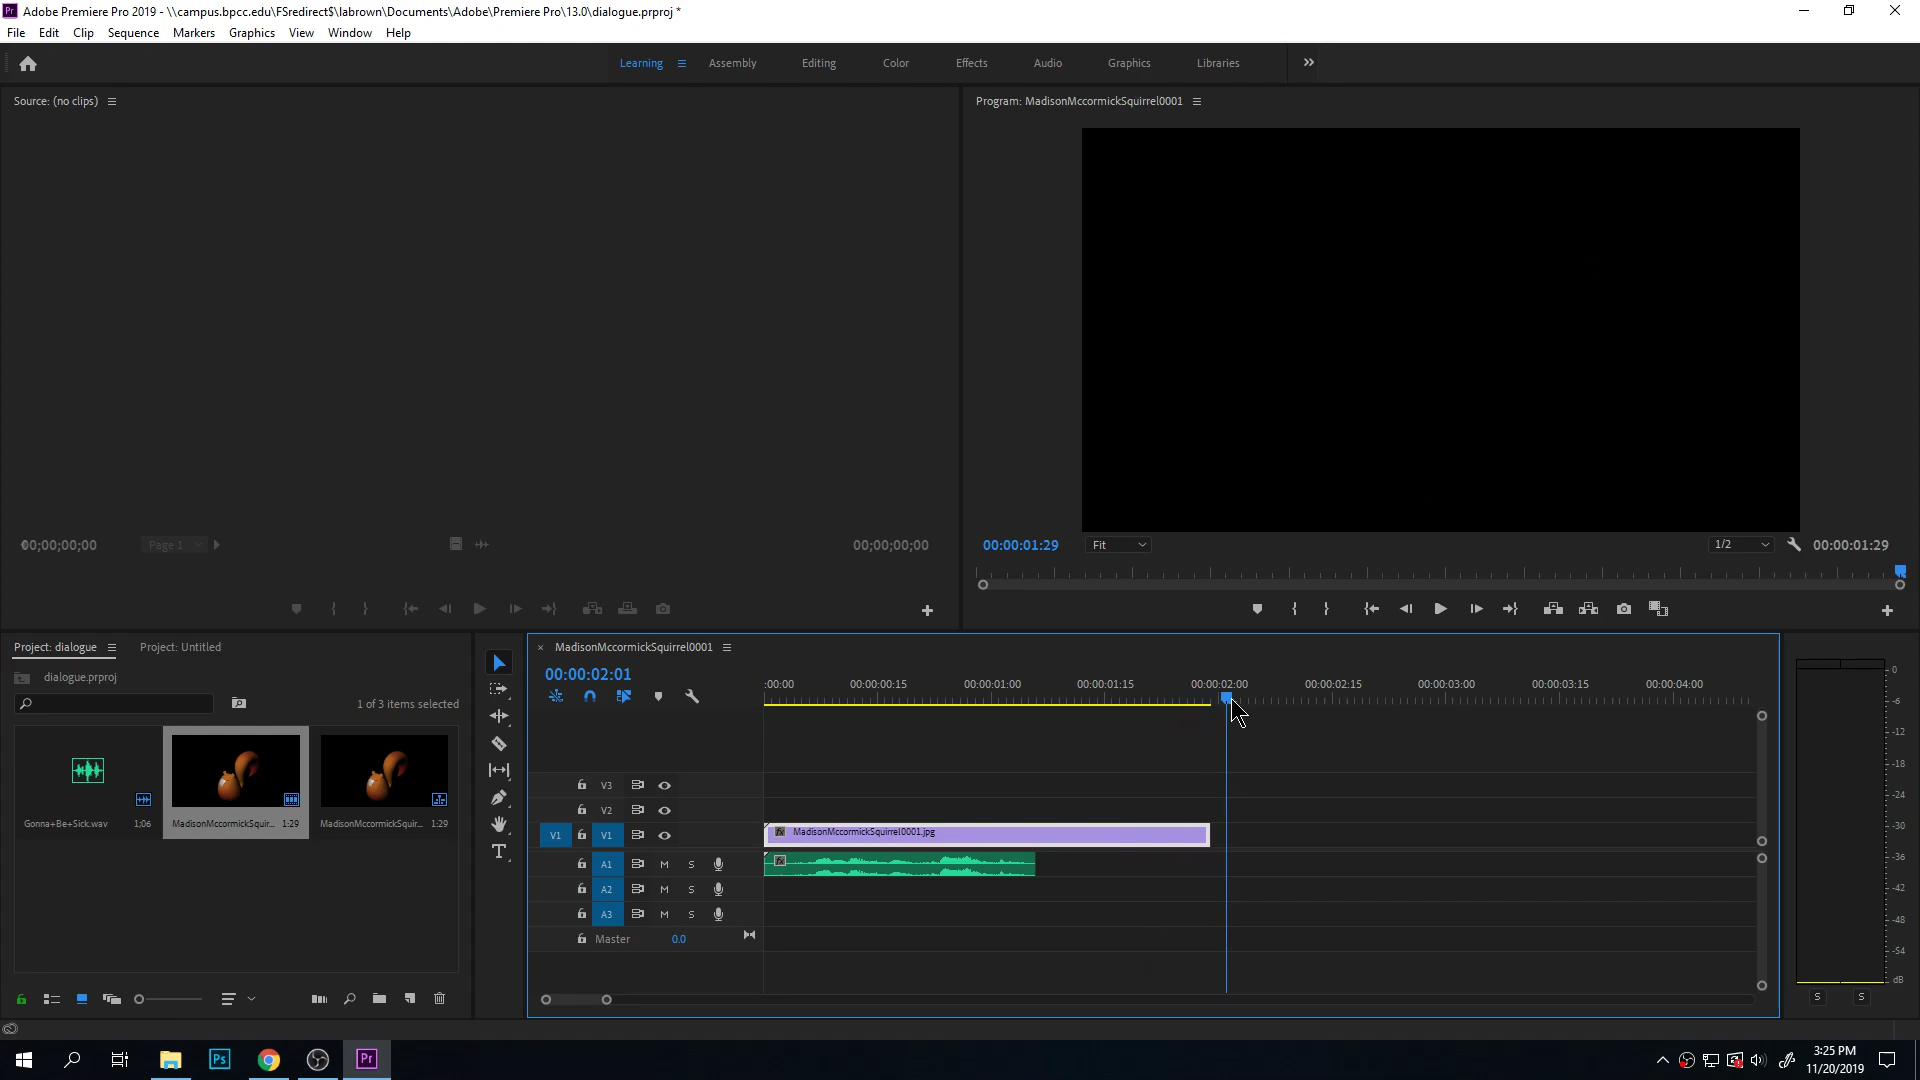 Pr Adobe Premiere Pro 2019 - \\campus.bpcc.edu\FSredirect$\labrown\Documents\Adobe\Premiere Pro\13.0\dialogue.prproj *
File Edit Clip Sequence Markers Graphics View Window Help
Learning Assembly Editing Color Effects Audio Graphics Libraries
Source: (no clips)
Program: MadisonMccormickSquirrel0001
00;00;00;00 Page 1 00;00;00;00
00:00:01:29 Fit 1/2 00:00:01:29
Project: dialogue Project: Untitled
dialogue.prproj
1 of 3 items selected
Gonna+Be+Sick.wav 1;06
MadisonMccormickSquir... 1:29
MadisonMccormickSquir... 1:29
× MadisonMccormickSquirrel0001
00:00:02:01
:00:00 00:00:00:15 00:00:01:00 00:00:01:15 00:00:02:00 00:00:02:15 00:00:03:00 00:00:03:15 00:00:04:00
V3
V2
V1 V1 fx MadisonMccormickSquirrel0001.jpg
A1 M S fx
A2 M S
A3 M S
Master 0.0
0
-6
-12
-18
-24
-30
-36
-42
-48
-54
dB
S S
Ps Pr
3:25 PM
11/20/2019